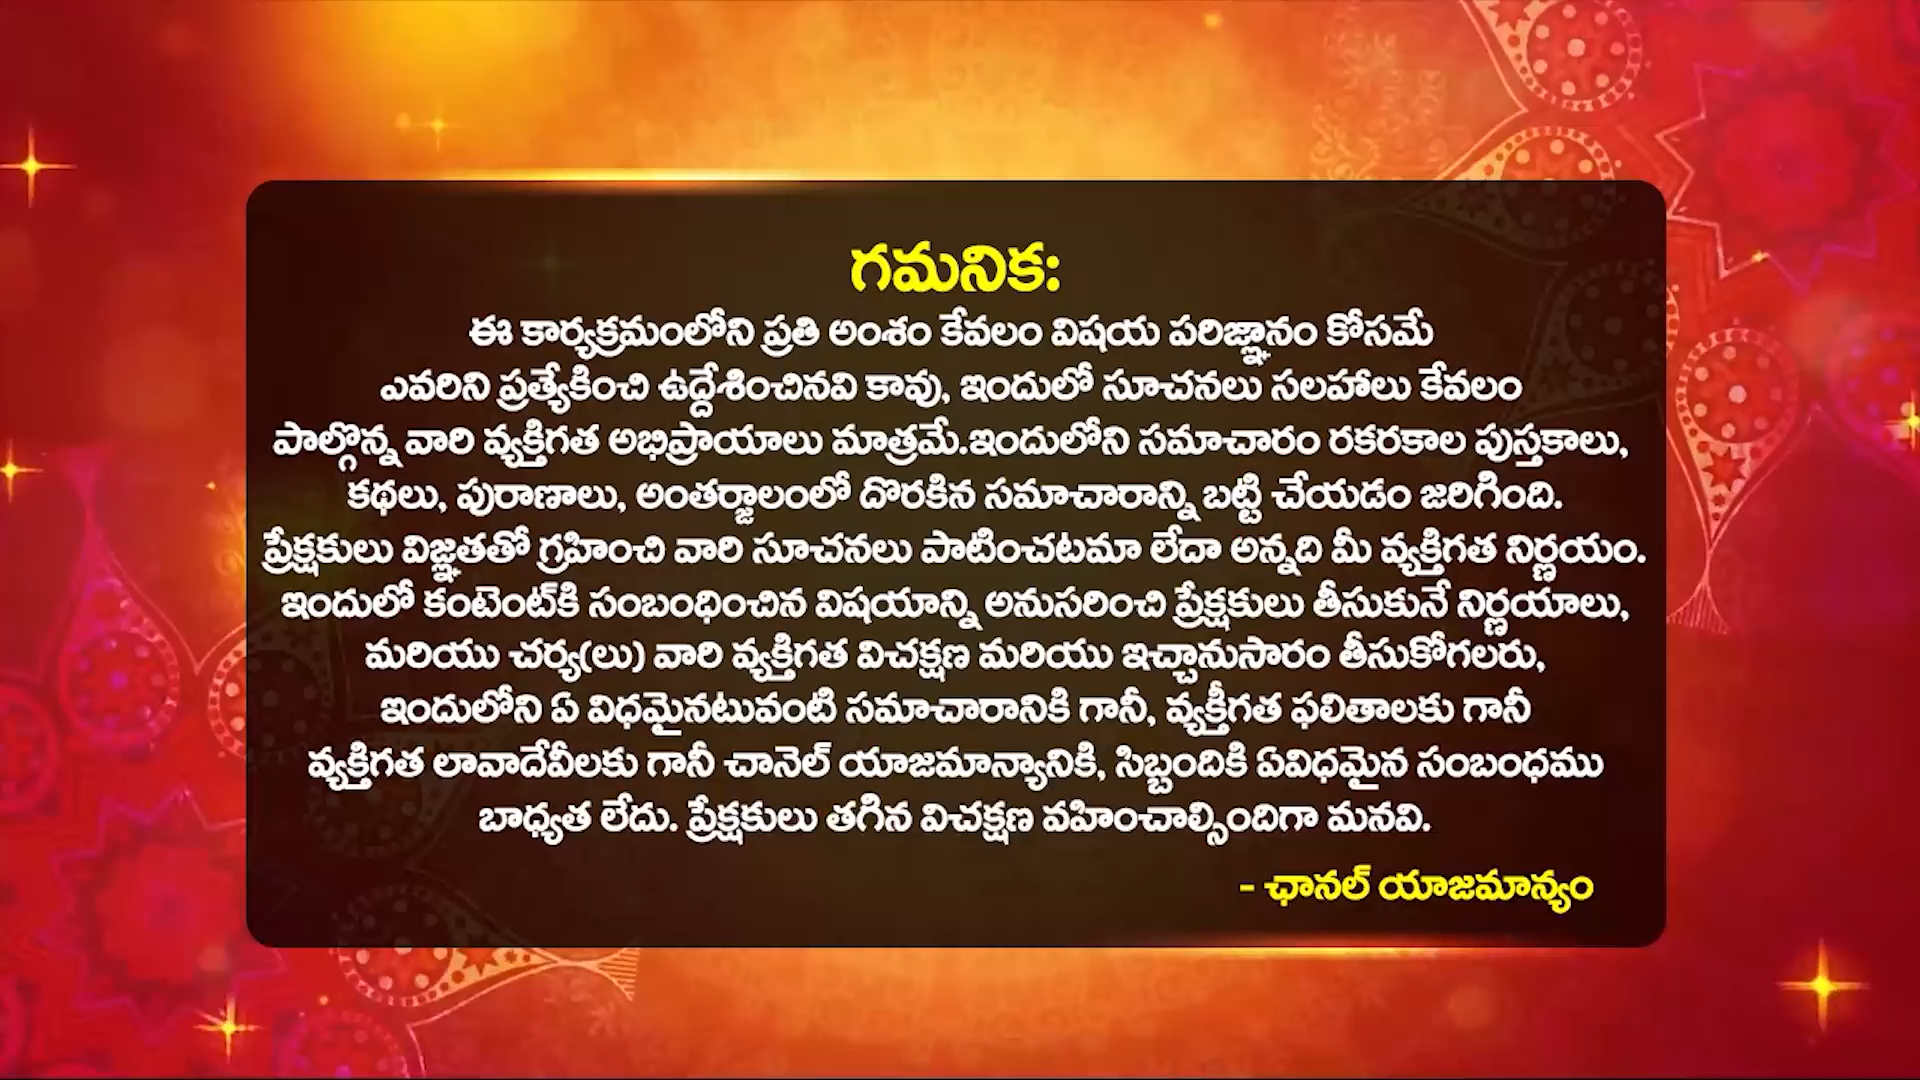 గమనిక:
ఈ కార్యక్రమంలోని ప్రతి అంశం కేవలం విషయ పరిజ్ఞానం కోసమే
ఎవరిని ప్రత్యేకించి ఉద్దేశించినవి కావు, ఇందులో సూచనలు సలహాలు కేవలం
పాల్గొన్న వారి వ్యక్తిగత అభిప్రాయాలు మాత్రమే.ఇందులోని సమాచారం రకరకాల పుస్తకాలు,
కథలు, పురాణాలు, అంతర్జాలంలో దొరకిన సమాచారాన్ని బట్టి చేయడం జరిగింది.
ప్రేక్షకులు విజ్ఞతతో గ్రహించి వారి సూచనలు పాటించటమా లేదా అన్నది మీ వ్యక్తిగత నిర్ణయం.
ఇందులో కంటెంట్‌కి సంబంధించిన విషయాన్ని అనుసరించి ప్రేక్షకులు తీసుకునే నిర్ణయాలు,
మరియు చర్య(లు) వారి వ్యక్తిగత విచక్షణ మరియు ఇచ్చానుసారం తీసుకోగలరు,
ఇందులోని ఏ విధమైనటువంటి సమాచారానికి గానీ, వ్యక్తీగత ఫలితాలకు గానీ
వ్యక్తిగత లావాదేవీలకు గానీ చానెల్ యాజమాన్యానికి, సిబ్బందికి ఏవిధమైన సంబంధము
బాధ్యత లేదు. ప్రేక్షకులు తగిన విచక్షణ వహించాల్సిందిగా మనవి.
- ఛానల్ యాజమాన్యం